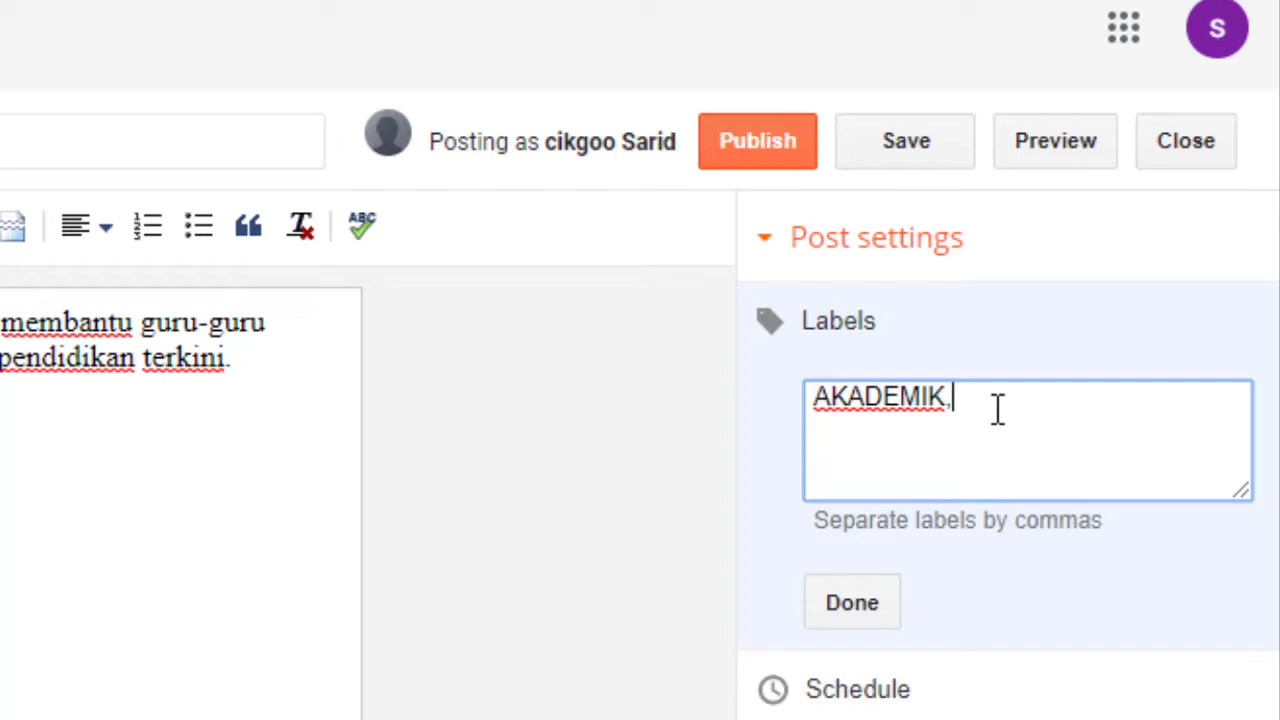 S
Posting as cikgoo Sarid
Publish
Save
Preview
Close
ABC
Post settings
membantu guru-guru
pendidikan terkini.
Labels
AKADEMIK,
Separate labels by commas
Done
Schedule